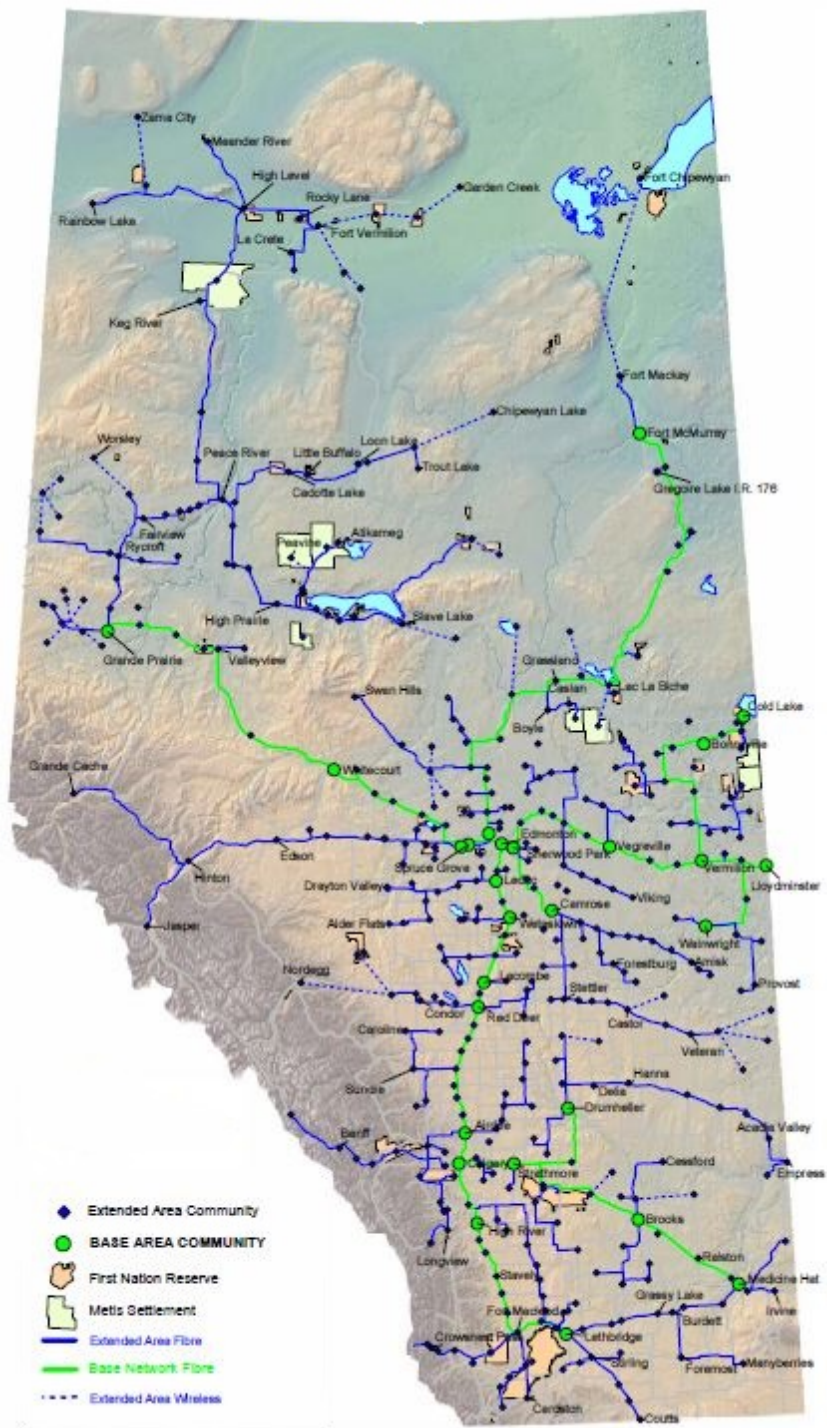 Zama City
Meander River
High Level
Rocky Lane
Garden Creek
Fort Chipewyan
Rainbow Lake
La Crete
Fort Vermilion
Keg River
Fort Mackay
Chipewyan Lake
Worsley
Fort McMurray
Peace River
Little Buffalo
Loon Lake
Trout Lake
Gregoire Lake I.R. 176
Cadotte Lake
Fairview
Rycroft
Peavine
Atikameg
High Prairie
Slave Lake
Grande Prairie
Valleyview
Grassland
Caslan
Lac La Biche
Swan Hills
Boyle
Cold Lake
Bonnyville
Grande Cache
Whitecourt
Edmonton
Edson
Spruce Grove
Sherwood Park
Vegreville
Vermilion
Lloydminster
Hinton
Drayton Valley
Leduc
Viking
Jasper
Alder Flats
Camrose
Wetaskiwin
Wainwright
Nordegg
Lacombe
Forestburg
Amisk
Provost
Stettler
Condor
Red Deer
Castor
Caroline
Veteran
Sundre
Hanna
Delia
Drumheller
Banff
Airdrie
Acadia Valley
Calgary
Strathmore
Cessford
Empress
Extended Area Community
BASE AREA COMMUNITY
First Nation Reserve
Metis Settlement
Extended Area Fibre
Base Network Fibre
Extended Area Wireless
High River
Brooks
Longview
Ralston
Stavely
Medicine Hat
Grassy Lake
Irvine
Fort Macleod
Burdett
Crowsnest Pass
Lethbridge
Stirling
Foremost
Manyberries
Cardston
Coutts